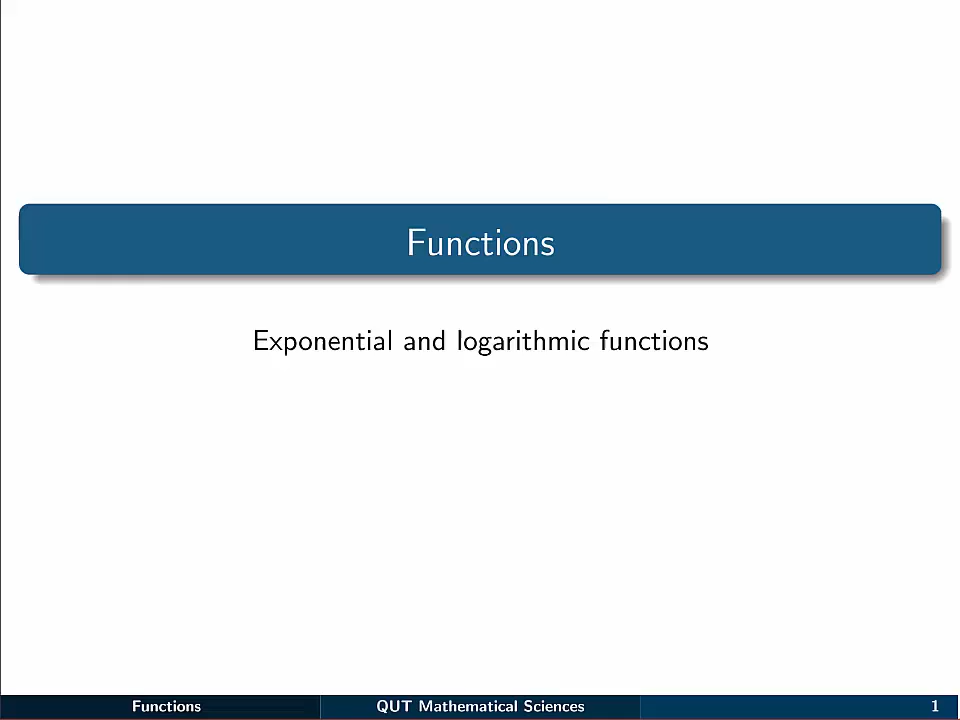 Functions
Exponential and logarithmic functions
Functions QUT Mathematical Sciences 1